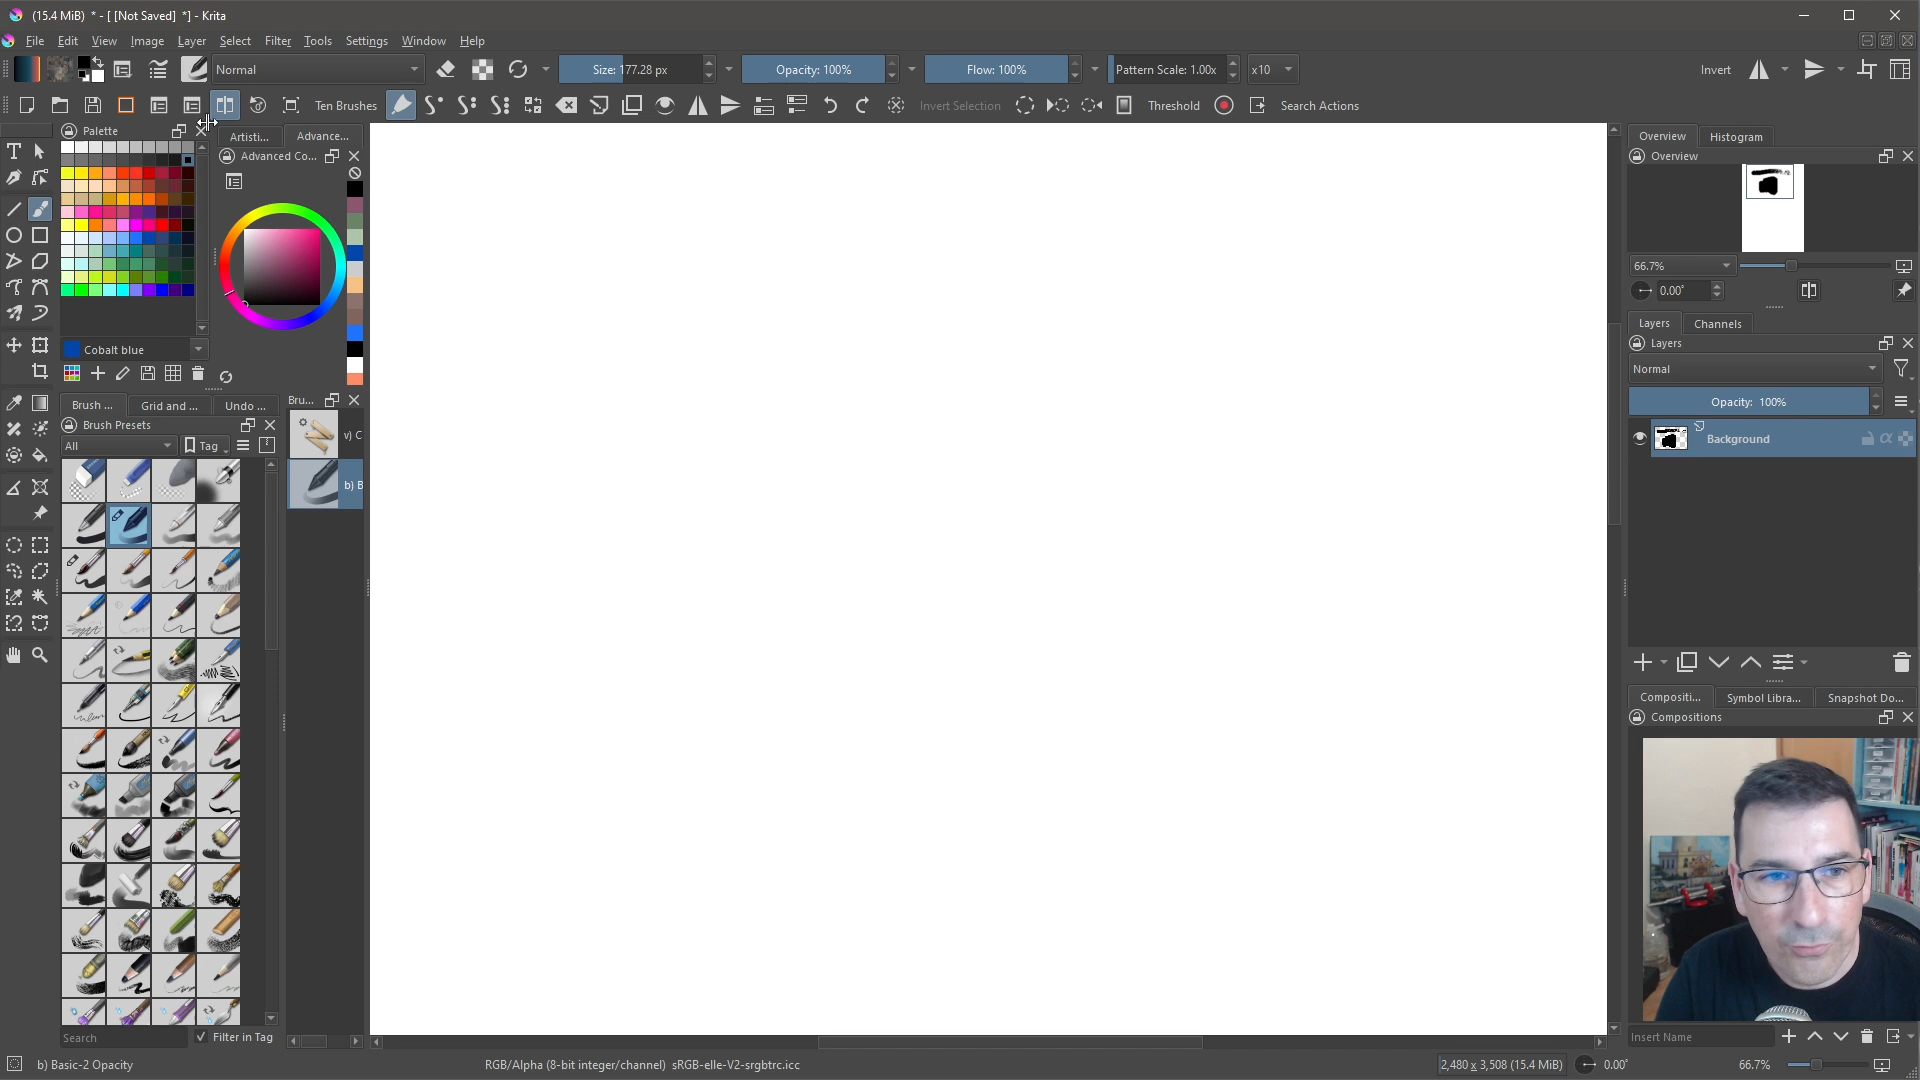 (15.4 MiB) * - [ [Not Saved] *] - Krita
File Edit View Image Layer Select Filter Tools Settings Window Help
Normal Size: 177.28 px Opacity: 100% Flow: 100% Pattern Scale: 1.00x x10 Invert
Ten Brushes Invert Selection Threshold Search Actions
Palette Artisti... Advance... Overview Histogram
Advanced Co... Overview
66.7%
0.00°
Layers Channels
Cobalt blue Layers
Normal
Brush ... Grid and ... Undo ... Bru... Opacity: 100%
Brush Presets
All Tag v) C Background
b) B
Compositi... Symbol Libra... Snapshot Do...
Compositions
Search Filter in Tag Insert Name
b) Basic-2 Opacity RGB/Alpha (8-bit integer/channel) sRGB-elle-V2-srgbtrc.icc 2,480 x 3,508 (15.4 MiB) 0.00° 66.7%